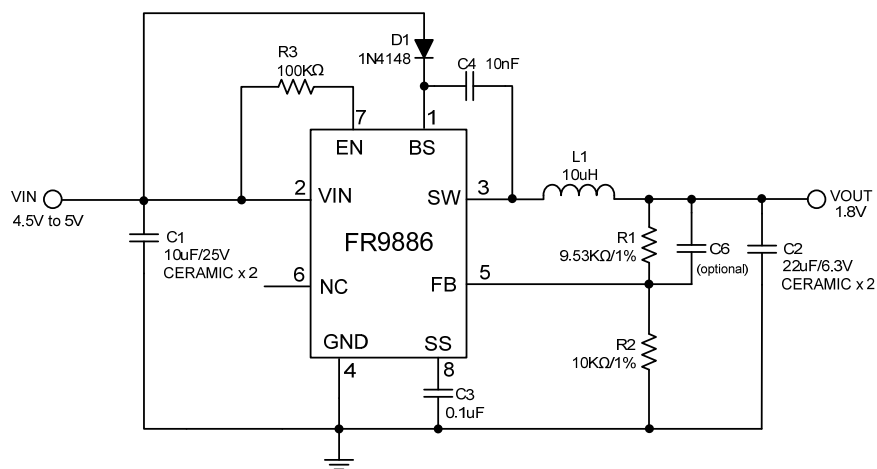 D1
1N4148
R3
100KΩ
C4 10nF
7
1
EN
BS
L1
10uH
VIN
4.5V to 5V
2
VIN
SW
3
VOUT
1.8V
C1
10uF/25V
CERAMIC x 2
FR9886
R1
9.53KΩ/1%
C6
(optional)
C2
22uF/6.3V
CERAMIC x 2
6
NC
FB
5
GND
SS
4
8
R2
10KΩ/1%
C3
0.1uF